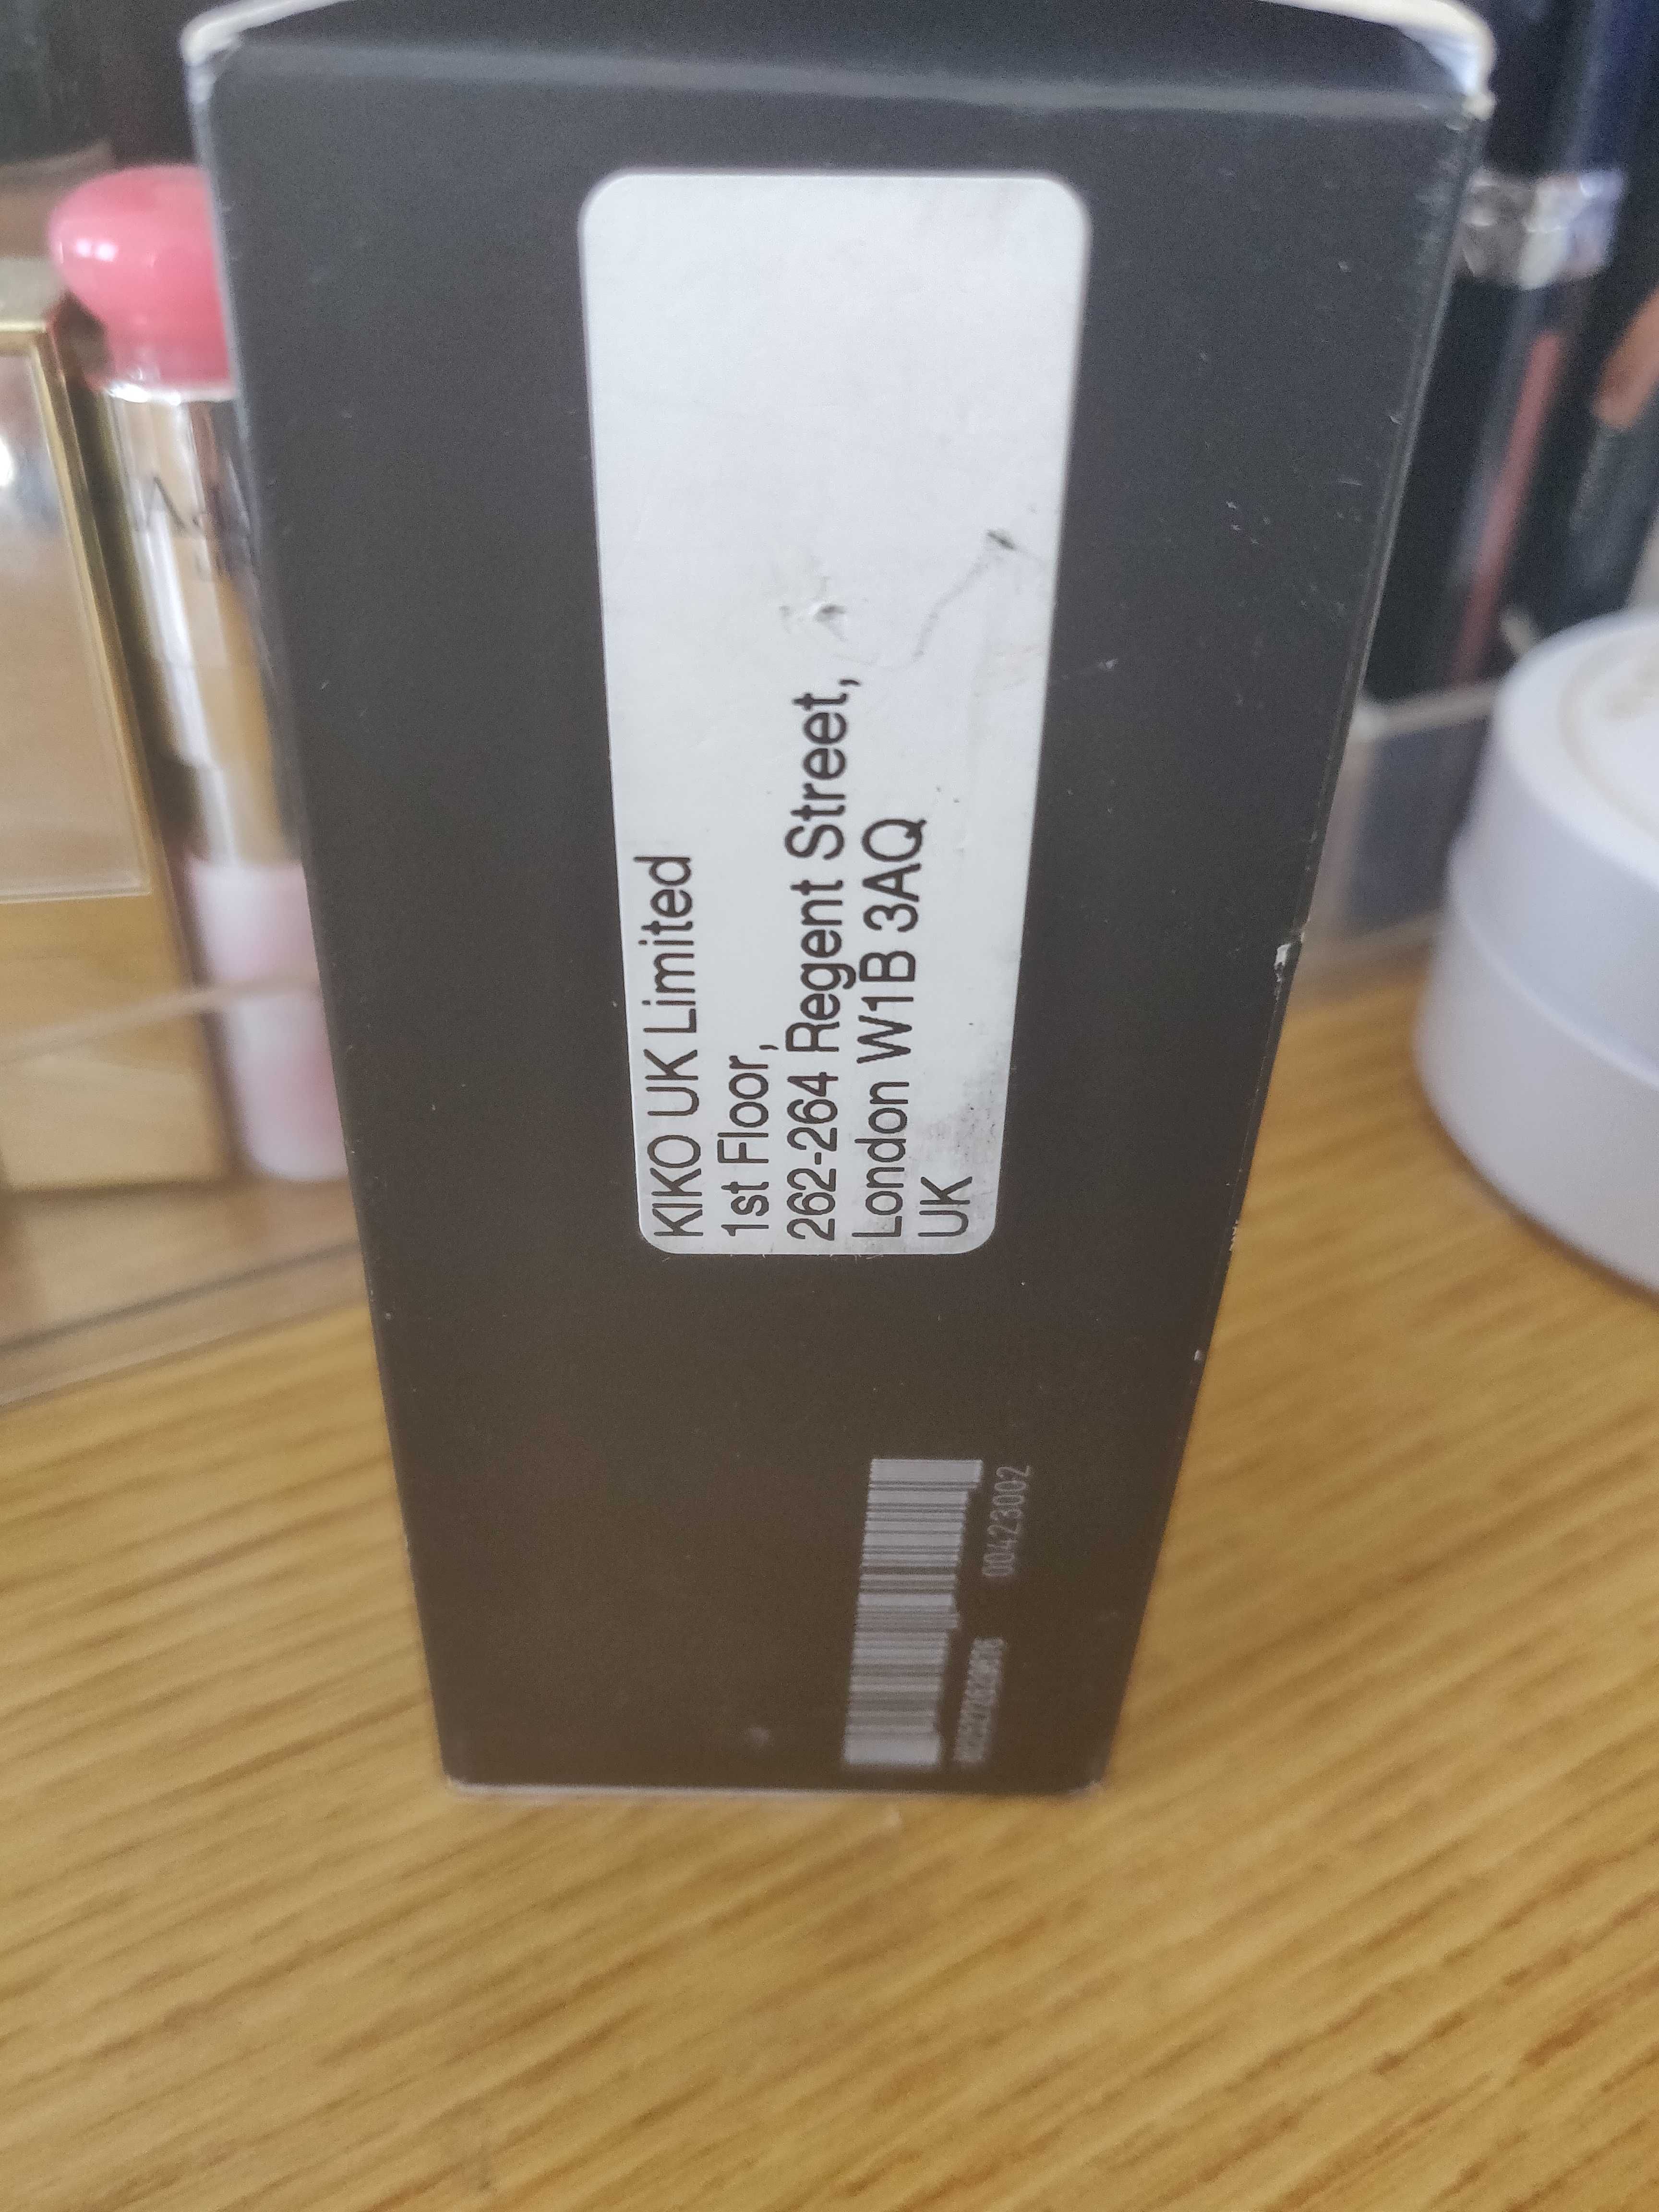 KIKO UK Limited
1st Floor,
262-264 Regent Street,
London W1B 3AQ
UK
00423002